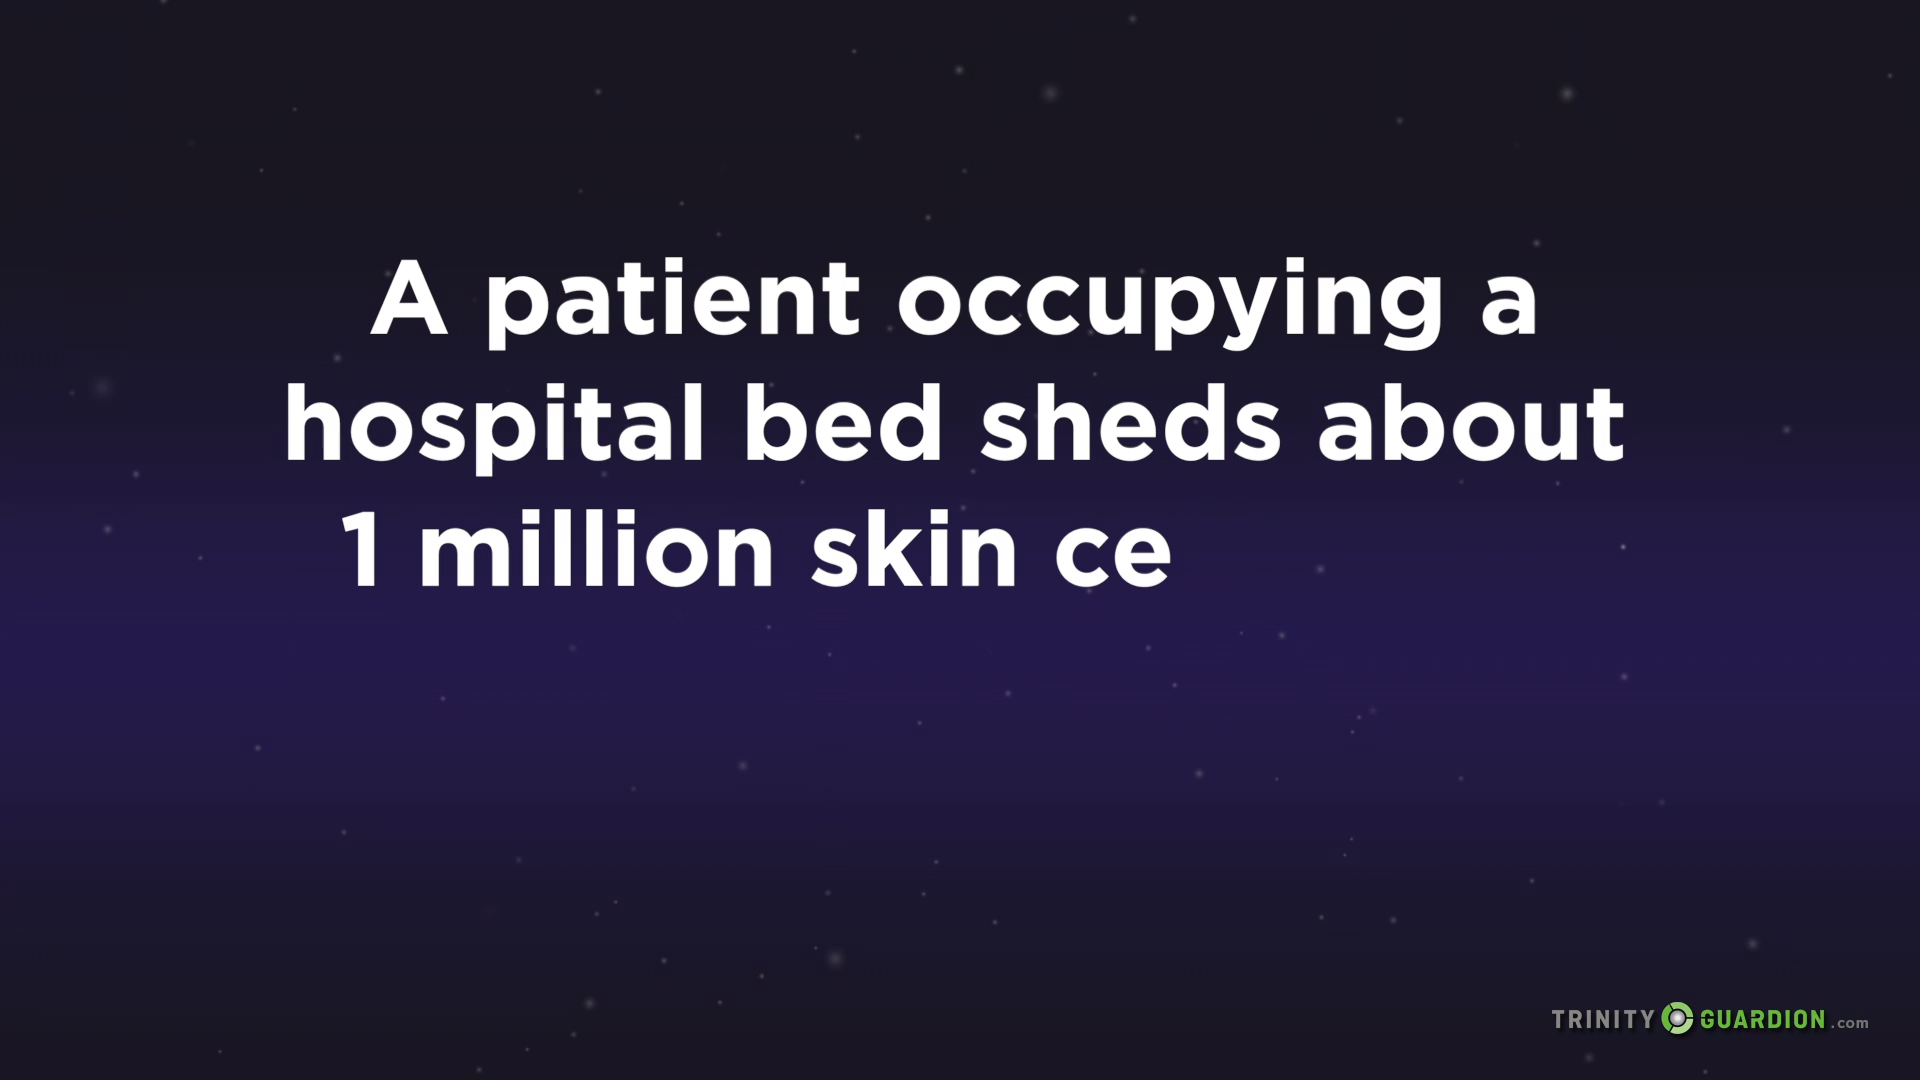 A patient occupying a
hospital bed sheds about
1 million skin ce
TRINITY GUARDION.com